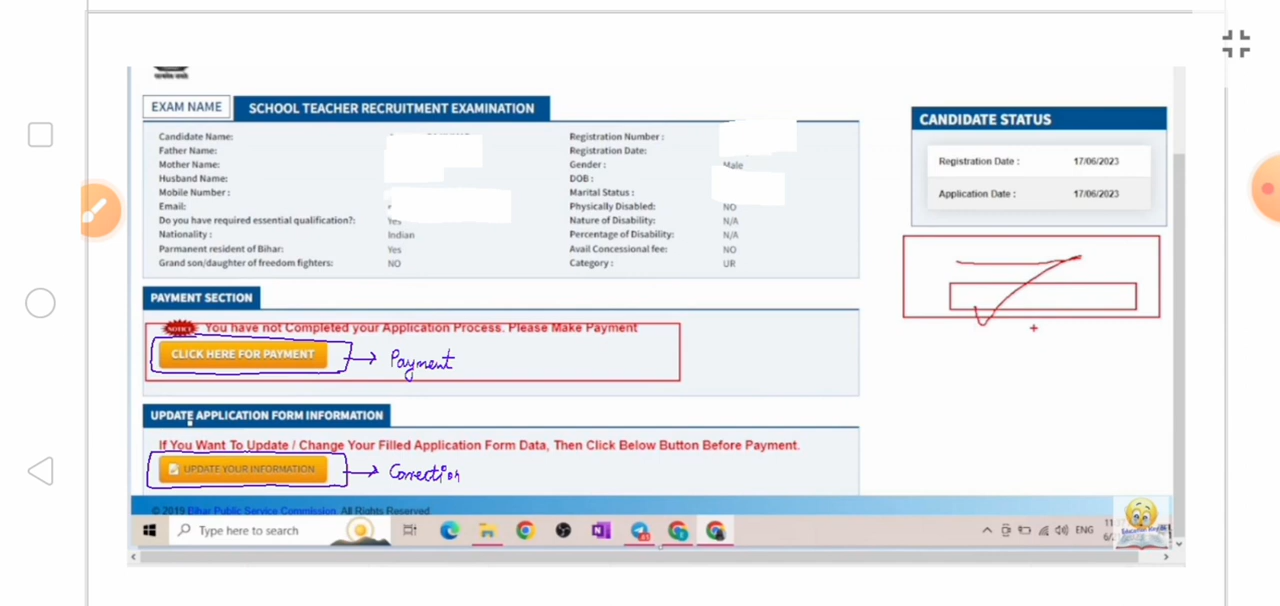 EXAM NAME
SCHOOL TEACHER RECRUITMENT EXAMINATION
Candidate Name:
Father Name:
Mother Name:
Husband Name:
Mobile Number :
Email:
Do you have required essential qualification?: Yes
Nationality : Indian
Parmanent resident of Bihar: Yes
Grand son/daughter of freedom fighters: NO
Registration Number :
Registration Date:
Gender : Male
DOB :
Marital Status :
Physically Disabled: NO
Nature of Disability: N/A
Percentage of Disability: N/A
Avail Concessional fee: NO
Category: UR
CANDIDATE STATUS
Registration Date : 17/06/2023
Application Date : 17/06/2023
PAYMENT SECTION
NOTICE You have not Completed your Application Process. Please Make Payment
CLICK HERE FOR PAYMENT → Payment
UPDATE APPLICATION FORM INFORMATION
If You Want To Update / Change Your Filled Application Form Data, Then Click Below Button Before Payment.
UPDATE YOUR INFORMATION → Correction
© 2019 Bihar Public Service Commission. All Rights Reserved
Type here to search
ENG